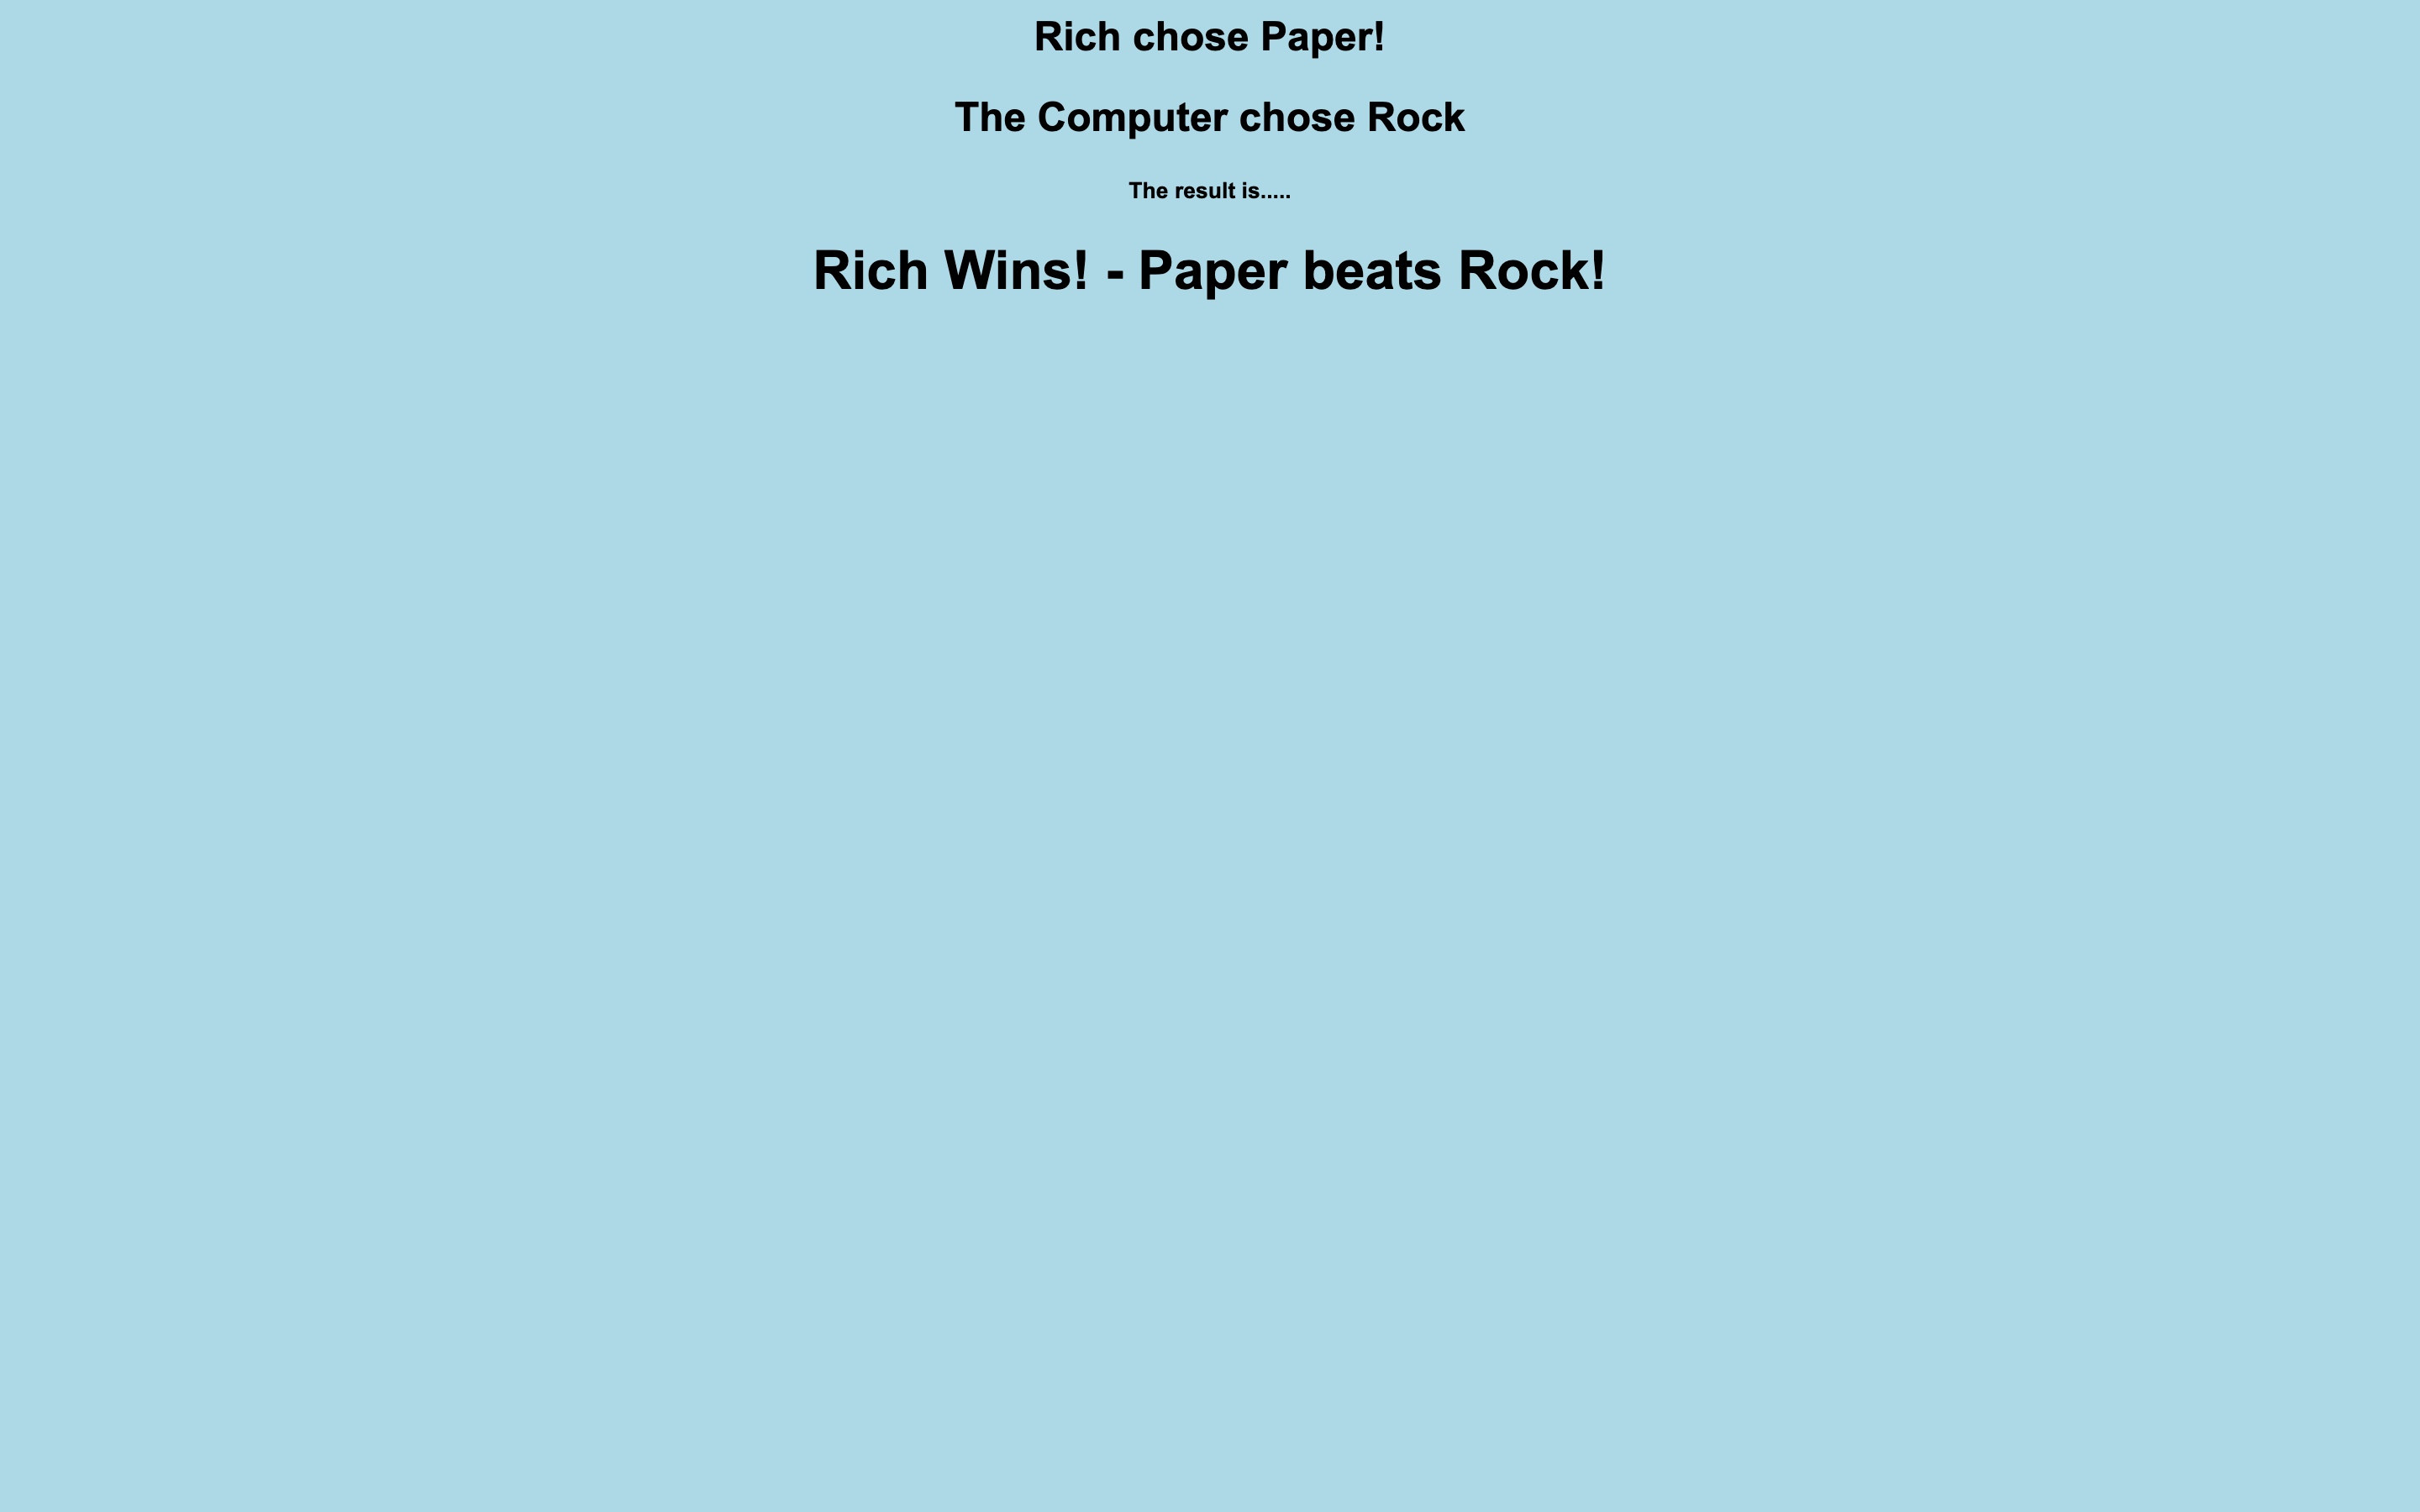 Rich chose Paper!
The Computer chose Rock
The result is.....
Rich Wins! - Paper beats Rock!